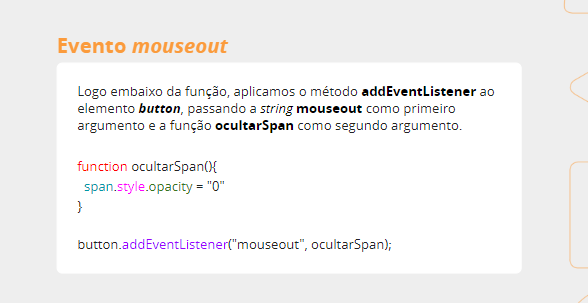 Evento mouseout
Logo embaixo da função, aplicamos o método addEventListener ao
elemento button, passando a string mouseout como primeiro
argumento e a função ocultarSpan como segundo argumento.
function ocultarSpan(){
span.style.opacity = "0"
}
button.addEventListener("mouseout", ocultarSpan);